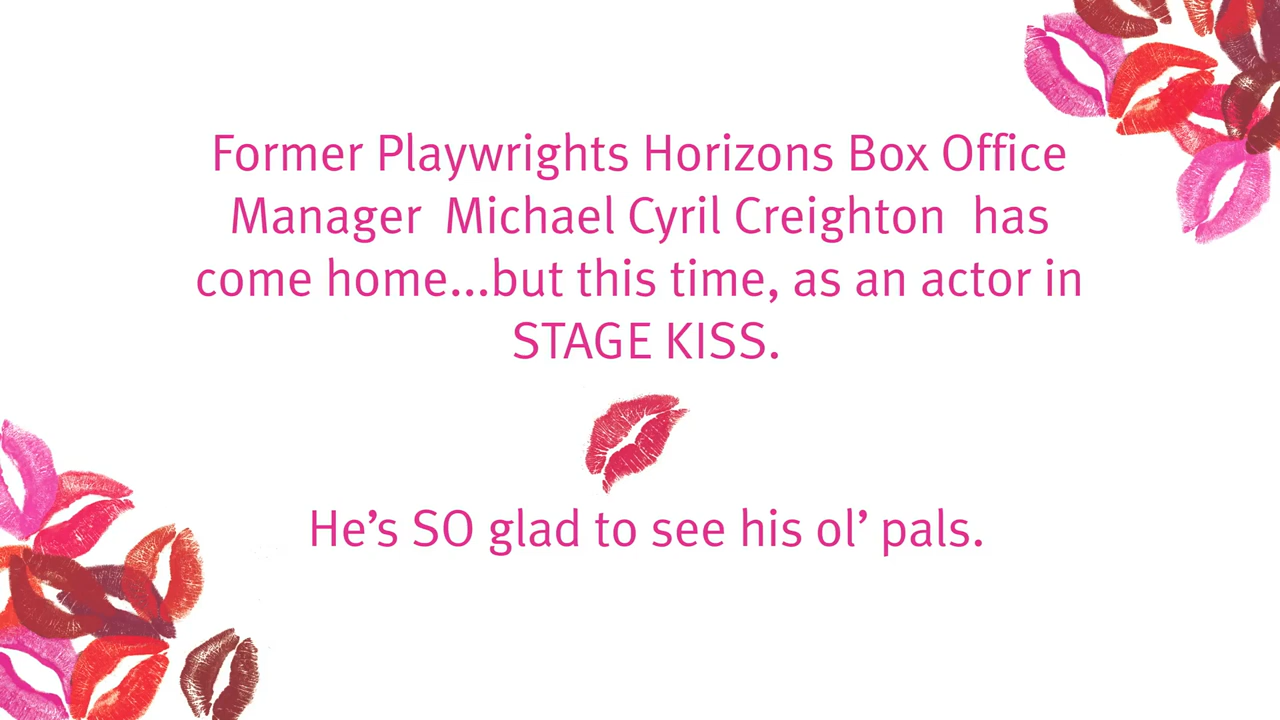 Former Playwrights Horizons Box Office
Manager  Michael Cyril Creighton  has
come home...but this time, as an actor in
STAGE KISS.
He’s SO glad to see his ol’ pals.